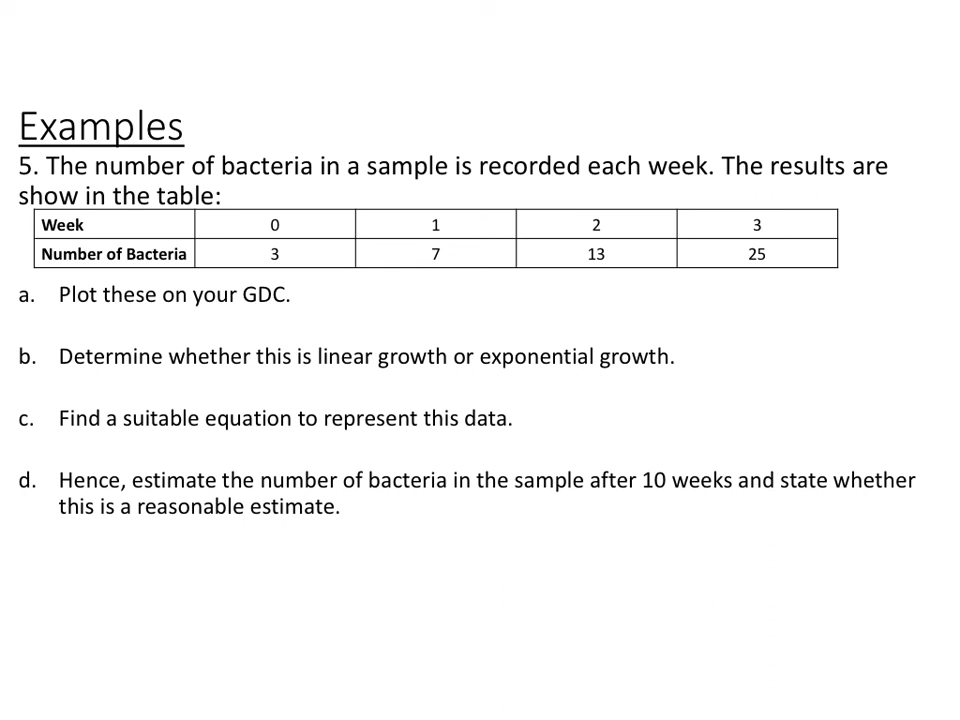 Examples
5. The number of bacteria in a sample is recorded each week. The results are
show in the table:
Week 0 1 2 3
Number of Bacteria 3 7 13 25
a. Plot these on your GDC.
b. Determine whether this is linear growth or exponential growth.
c. Find a suitable equation to represent this data.
d. Hence, estimate the number of bacteria in the sample after 10 weeks and state whether
this is a reasonable estimate.